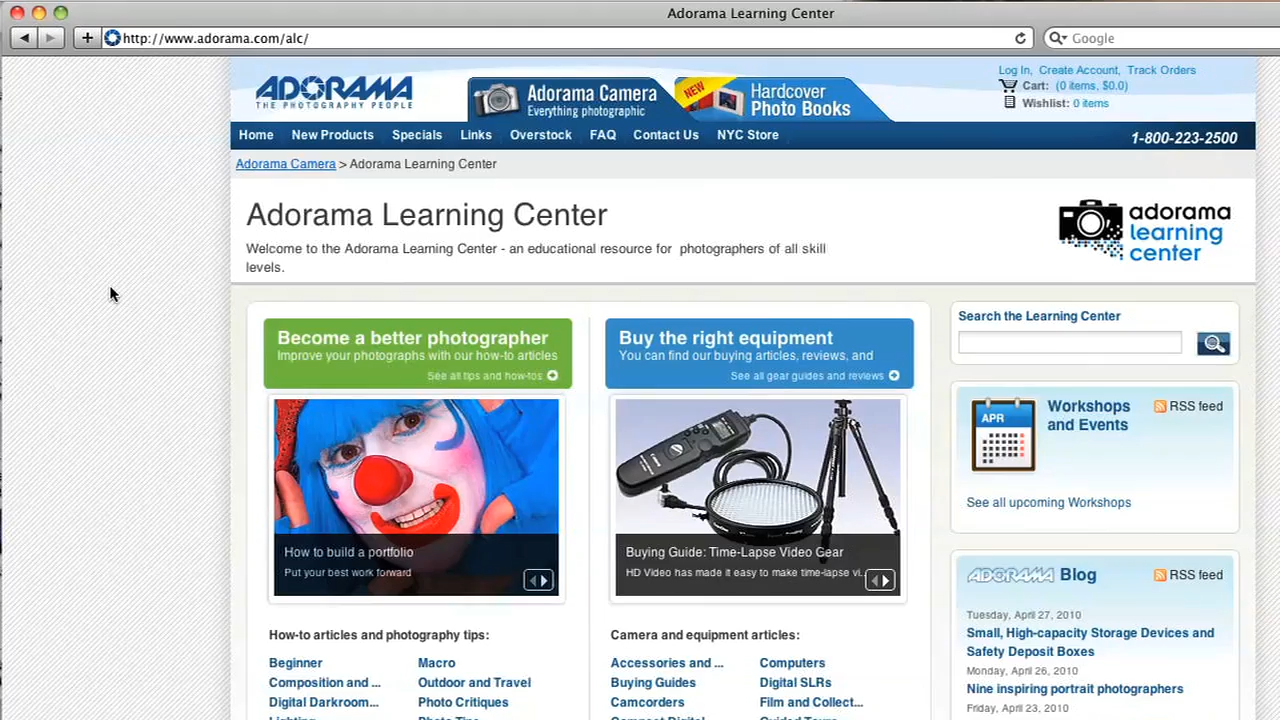 Adorama Learning Center
http://www.adorama.com/alc/
Google
ADORAMA
THE PHOTOGRAPHY PEOPLE
Adorama Camera
Everything photographic
NEW
Hardcover
Photo Books
Log In, Create Account, Track Orders
Cart: (0 items, $0.0)
Wishlist: 0 items
Home New Products Specials Links Overstock FAQ Contact Us NYC Store
1-800-223-2500
Adorama Camera > Adorama Learning Center
Adorama Learning Center
Welcome to the Adorama Learning Center - an educational resource for photographers of all skill
levels.
adorama
learning
center
Become a better photographer
Improve your photographs with our how-to articles
See all tips and how-tos
How to build a portfolio
Put your best work forward
How-to articles and photography tips:
Beginner Macro
Composition and ... Outdoor and Travel
Digital Darkroom... Photo Critiques
Buy the right equipment
You can find our buying articles, reviews, and
See all gear guides and reviews
Buying Guide: Time-Lapse Video Gear
HD Video has made it easy to make time-lapse vi...
Camera and equipment articles:
Accessories and ... Computers
Buying Guides Digital SLRs
Camcorders Film and Collect...
Search the Learning Center
APR
Workshops
and Events
RSS feed
See all upcoming Workshops
ADORAMA Blog
RSS feed
Tuesday, April 27, 2010
Small, High-capacity Storage Devices and
Safety Deposit Boxes
Monday, April 26, 2010
Nine inspiring portrait photographers
Friday, April 23, 2010